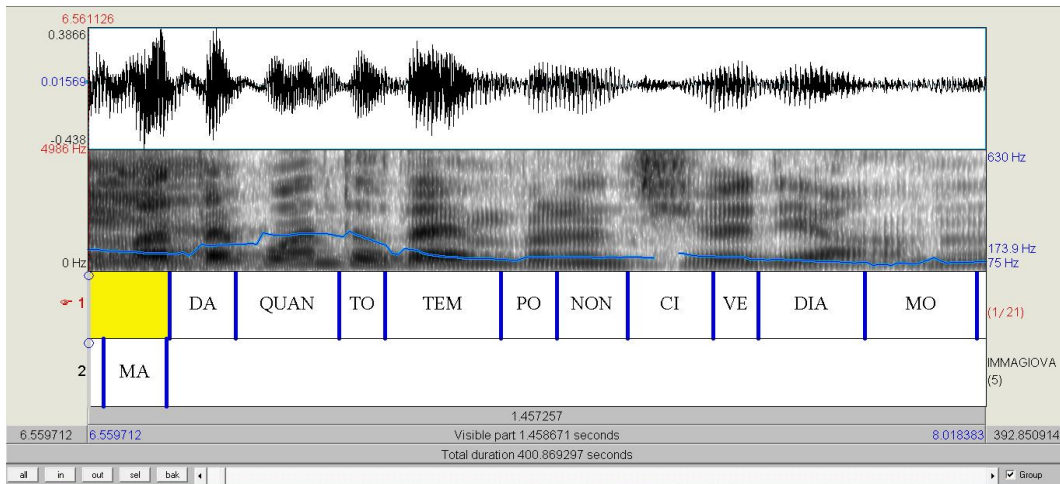 6.561126
0.3866
0.01569
-0.438
4986 Hz 630 Hz
173.9 Hz
0 Hz 75 Hz
1 DA QUAN TO TEM PO NON CI VE DIA MO (1/21)
2 MA IMMAGIOVA
(5)
1.457257
6.559712 6.559712 Visible part 1.458671 seconds 8.018383 392.850914
Total duration 400.869297 seconds
all in out sel bak Group